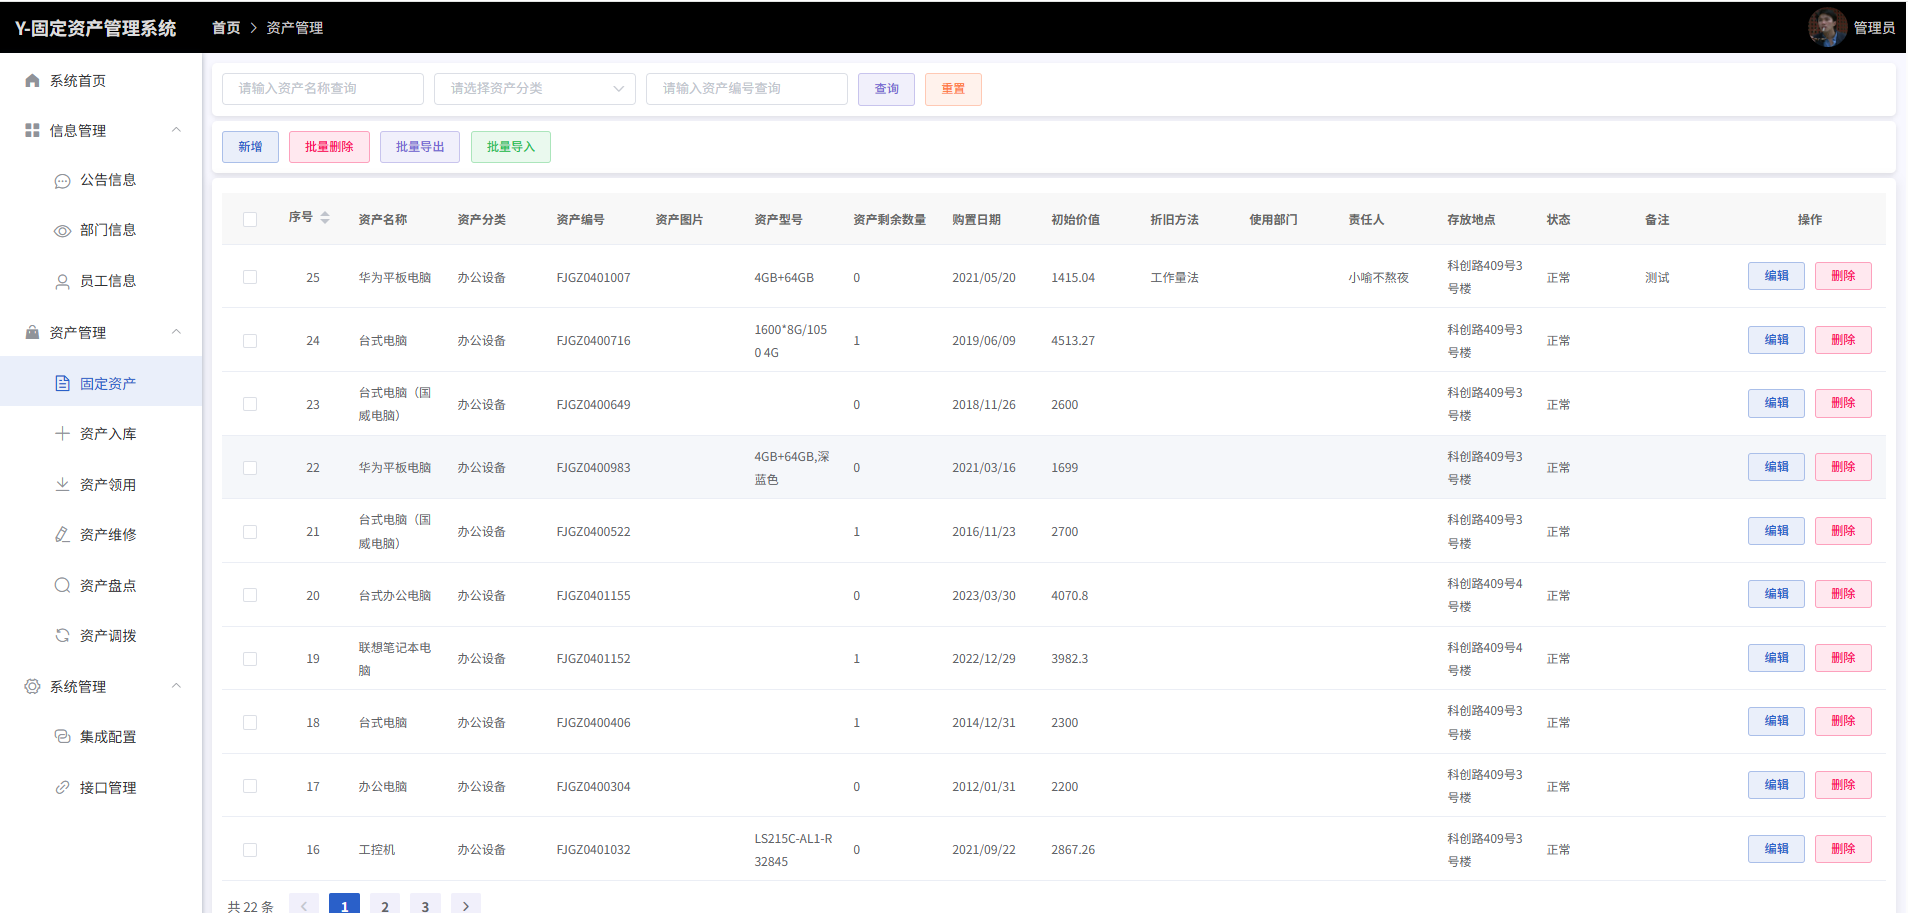 Y-固定资产管理系统
首页 > 资产管理
管理员
系统首页
信息管理
公告信息
部门信息
员工信息
资产管理
固定资产
资产入库
资产领用
资产维修
资产盘点
资产调拨
系统管理
集成配置
接口管理
请输入资产名称查询 请选择资产分类 请输入资产编号查询 查询 重置
新增 批量删除 批量导出 批量导入
序号 资产名称 资产分类 资产编号 资产图片 资产型号 资产剩余数量 购置日期 初始价值 折旧方法 使用部门 责任人 存放地点 状态 备注 操作
25 华为平板电脑 办公设备 FJGZ0401007 4GB+64GB 0 2021/05/20 1415.04 工作量法 小喻不熬夜 科创路409号3
号楼 正常 测试 编辑 删除
24 台式电脑 办公设备 FJGZ0400716 1600*8G/105
0 4G 1 2019/06/09 4513.27 科创路409号3
号楼 正常 编辑 删除
23 台式电脑（国
威电脑） 办公设备 FJGZ0400649 0 2018/11/26 2600 科创路409号3
号楼 正常 编辑 删除
22 华为平板电脑 办公设备 FJGZ0400983 4GB+64GB,深
蓝色 0 2021/03/16 1699 科创路409号3
号楼 正常 编辑 删除
21 台式电脑（国
威电脑） 办公设备 FJGZ0400522 1 2016/11/23 2700 科创路409号3
号楼 正常 编辑 删除
20 台式办公电脑 办公设备 FJGZ0401155 0 2023/03/30 4070.8 科创路409号4
号楼 正常 编辑 删除
19 联想笔记本电
脑 办公设备 FJGZ0401152 1 2022/12/29 3982.3 科创路409号4
号楼 正常 编辑 删除
18 台式电脑 办公设备 FJGZ0400406 1 2014/12/31 2300 科创路409号3
号楼 正常 编辑 删除
17 办公电脑 办公设备 FJGZ0400304 0 2012/01/31 2200 科创路409号3
号楼 正常 编辑 删除
16 工控机 办公设备 FJGZ0401032 LS215C-AL1-R
32845 0 2021/09/22 2867.26 科创路409号3
号楼 正常 编辑 删除
共 22 条 < 1 2 3 >